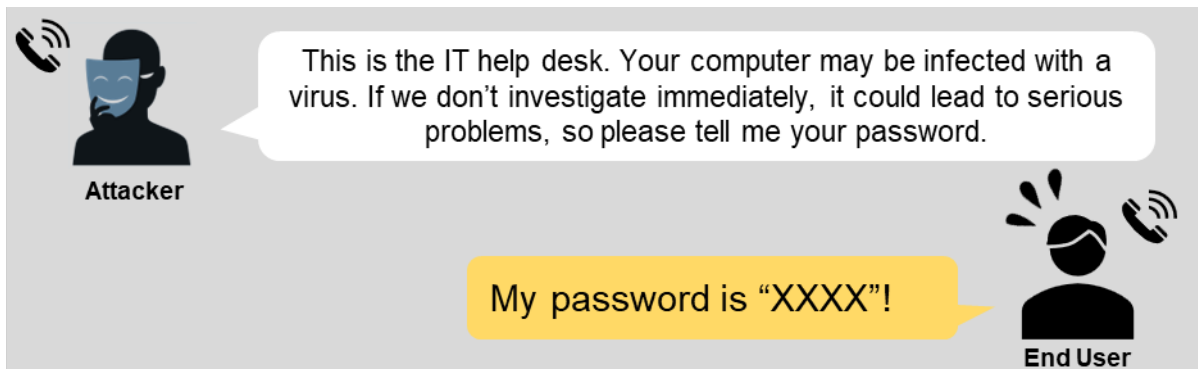 This is the IT help desk. Your computer may be infected with a
virus. If we don’t investigate immediately, it could lead to serious
problems, so please tell me your password.
Attacker
My password is “XXXX”!
End User